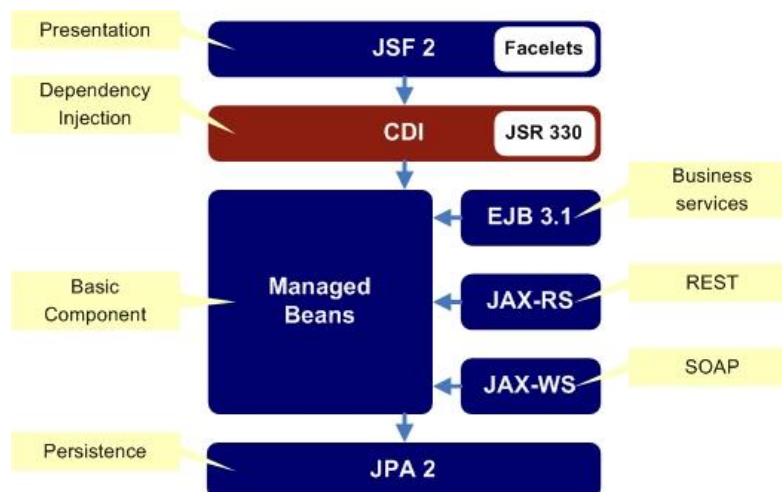 Presentation
JSF 2
Facelets
Dependency
Injection
CDI
JSR 330
Business
services
EJB 3.1
Basic
Component
Managed
Beans
JAX-RS
REST
JAX-WS
SOAP
Persistence
JPA 2